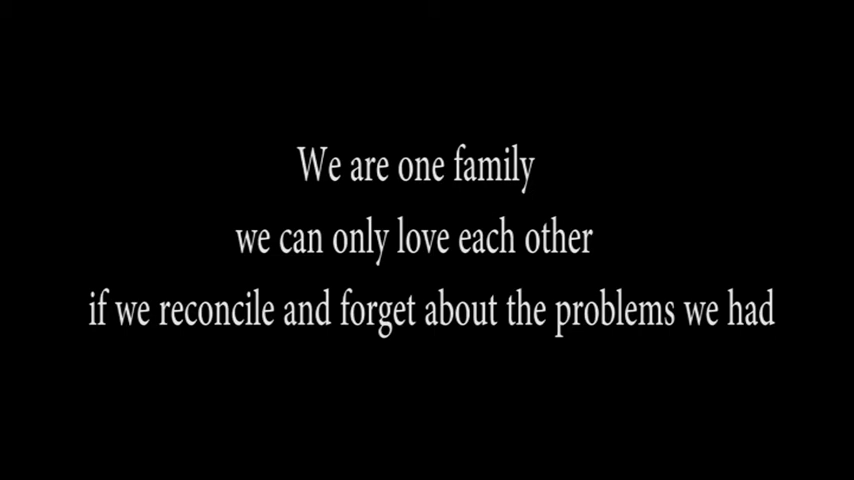 We are one family
we can only love each other
if we reconcile and forget about the problems we had